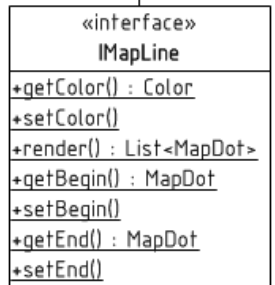 «interface»
IMapLine
+getColor() : Color
+setColor()
+render() : List<MapDot>
+getBegin() : MapDot
+setBegin()
+getEnd() : MapDot
+setEnd()